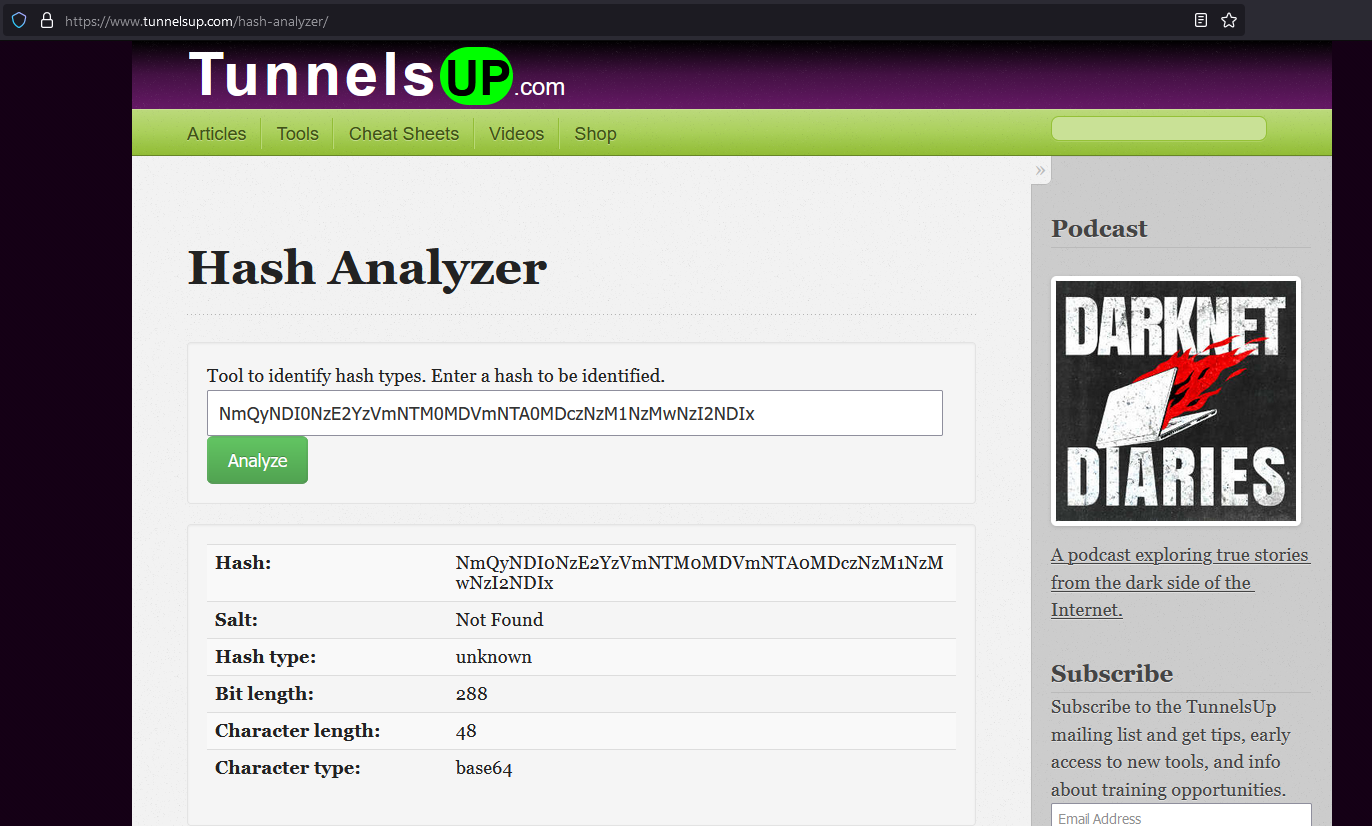 https://www.tunnelsup.com/hash-analyzer/
TunnelsUP.com
Articles Tools Cheat Sheets Videos Shop
»
Hash Analyzer
Tool to identify hash types. Enter a hash to be identified.
NmQyNDI0NzE2YzVmNTM0MDVmNTA0MDczNzM1NzMwNzI2NDIx
Analyze
Hash: NmQyNDI0NzE2YzVmNTM0MDVmNTA0MDczNzM1NzM
wNzI2NDIx
Salt: Not Found
Hash type: unknown
Bit length: 288
Character length: 48
Character type: base64
Podcast
DARKNET
DIARIES
A podcast exploring true stories
from the dark side of the
Internet.
Subscribe
Subscribe to the TunnelsUp
mailing list and get tips, early
access to new tools, and info
about training opportunities.
Email Address